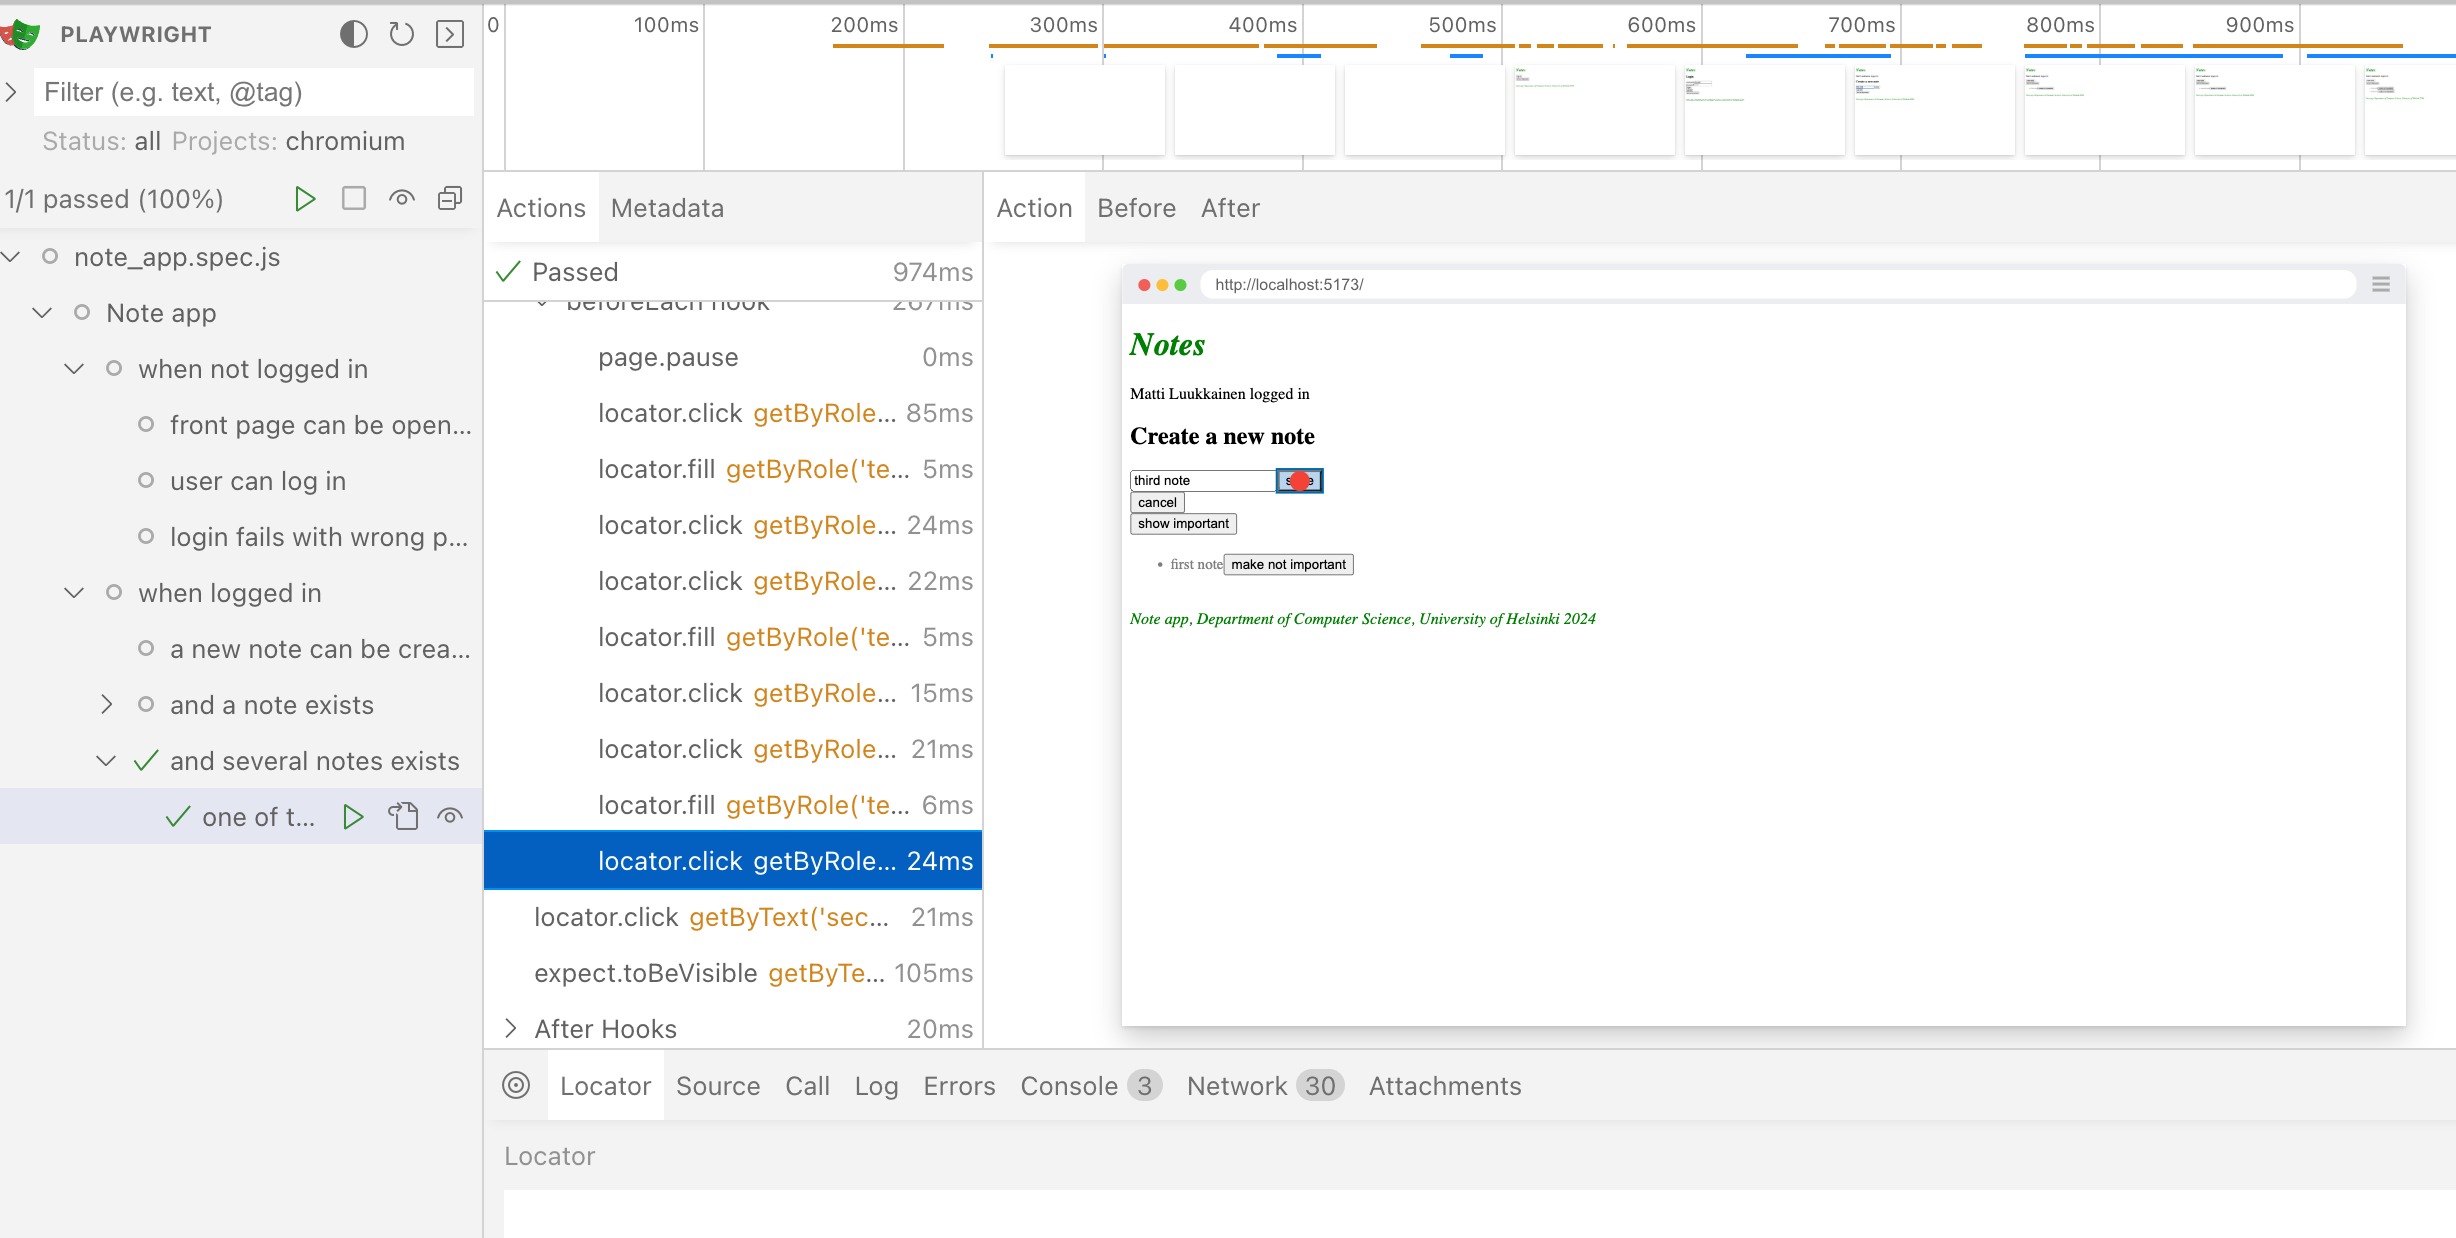 PLAYWRIGHT
Filter (e.g. text, @tag)
Status: all Projects: chromium
1/1 passed (100%)
note_app.spec.js
Note app
when not logged in
front page can be open...
user can log in
login fails with wrong p...
when logged in
a new note can be crea...
and a note exists
and several notes exists
one of t...
0 100ms 200ms 300ms 400ms 500ms 600ms 700ms 800ms 900ms
Actions Metadata
Passed 974ms
beforeEach hook 267ms
page.pause 0ms
locator.click getByRole... 85ms
locator.fill getByRole('te... 5ms
locator.click getByRole... 24ms
locator.click getByRole... 22ms
locator.fill getByRole('te... 5ms
locator.click getByRole... 15ms
locator.click getByRole... 21ms
locator.fill getByRole('te... 6ms
locator.click getByRole... 24ms
locator.click getByText('sec... 21ms
expect.toBeVisible getByTe... 105ms
After Hooks 20ms
Action Before After
http://localhost:5173/
Notes
Matti Luukkainen logged in
Create a new note
third note
cancel
show important
first note make not important
Note app, Department of Computer Science, University of Helsinki 2024
Locator Source Call Log Errors Console 3 Network 30 Attachments
Locator